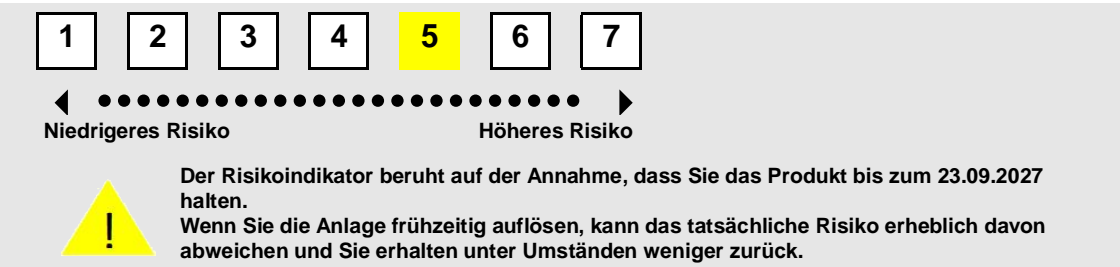 1 2 3 4 5 6 7
Niedrigeres Risiko Höheres Risiko
Der Risikoindikator beruht auf der Annahme, dass Sie das Produkt bis zum 23.09.2027
halten.
Wenn Sie die Anlage frühzeitig auflösen, kann das tatsächliche Risiko erheblich davon
abweichen und Sie erhalten unter Umständen weniger zurück.
!